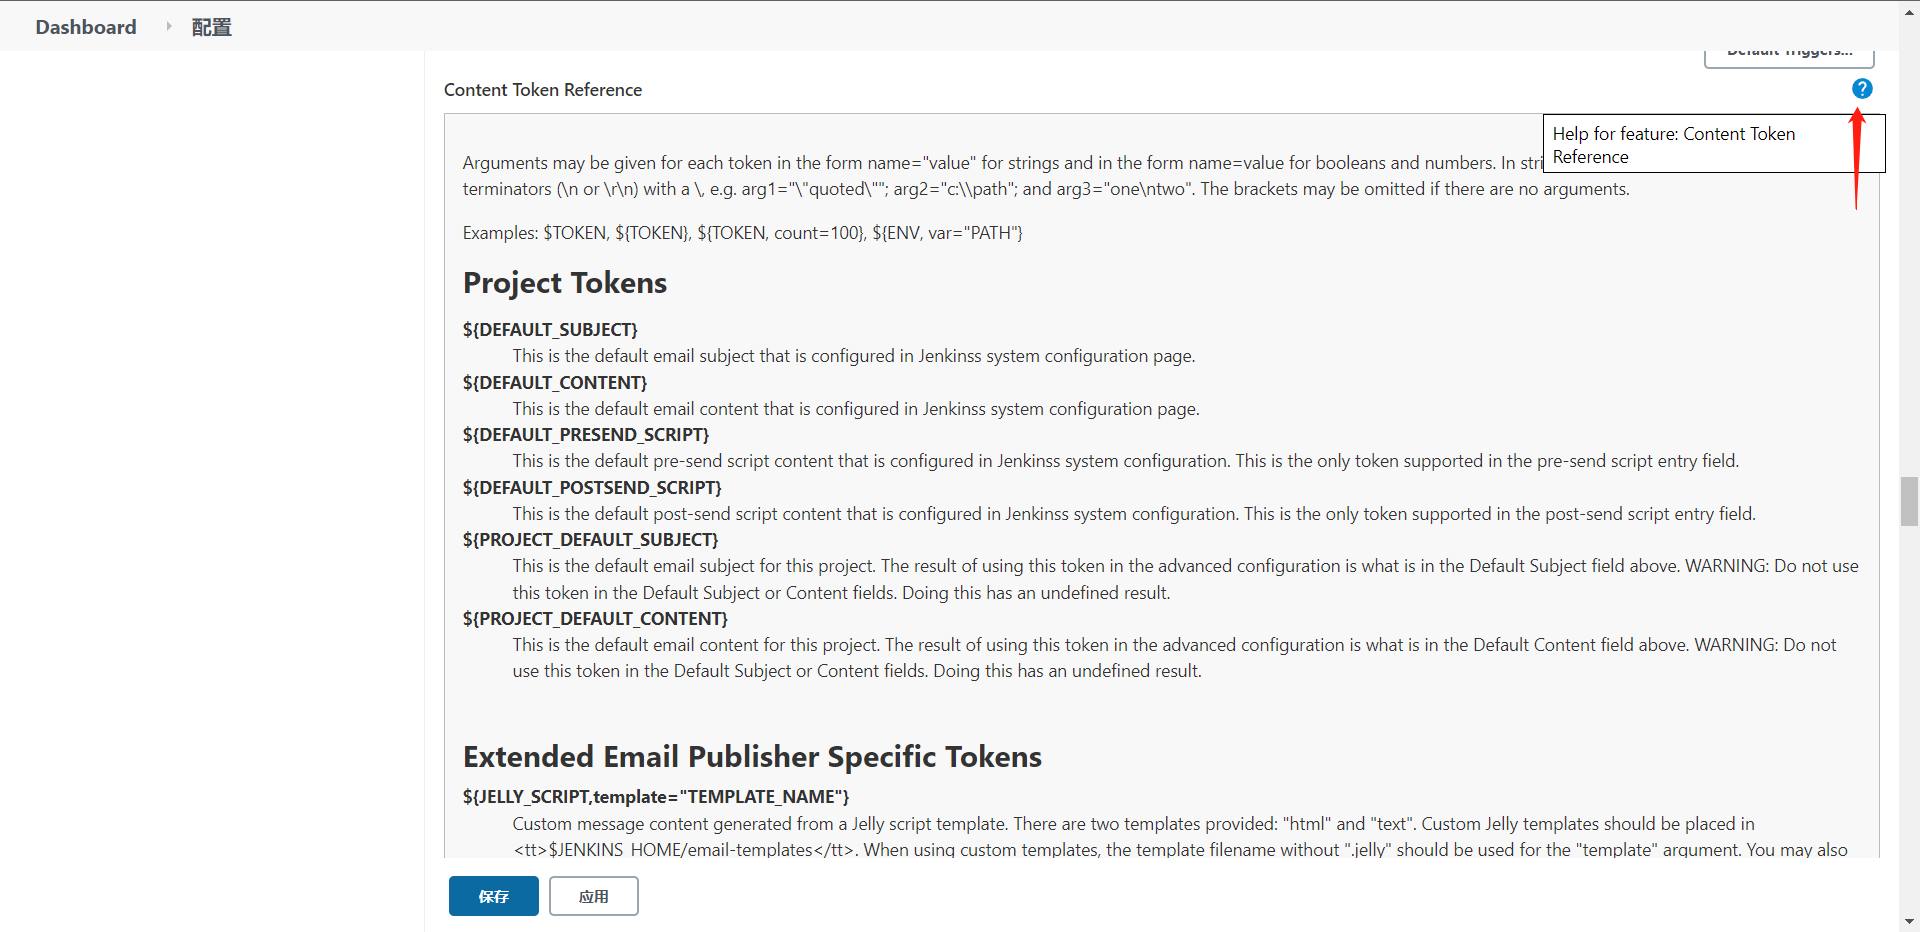 Dashboard 配置
Default Triggers...
Content Token Reference
Help for feature: Content Token
Reference
Arguments may be given for each token in the form name="value" for strings and in the form name=value for booleans and numbers. In
terminators (\n or \r\n) with a \, e.g. arg1="\"quoted\""; arg2="c:\\path"; and arg3="one\ntwo". The brackets may be omitted if there are no arguments.
Examples: $TOKEN, ${TOKEN}, ${TOKEN, count=100}, ${ENV, var="PATH"}
Project Tokens
${DEFAULT_SUBJECT}
This is the default email subject that is configured in Jenkinss system configuration page.
${DEFAULT_CONTENT}
This is the default email content that is configured in Jenkinss system configuration page.
${DEFAULT_PRESEND_SCRIPT}
This is the default pre-send script content that is configured in Jenkinss system configuration. This is the only token supported in the pre-send script entry field.
${DEFAULT_POSTSEND_SCRIPT}
This is the default post-send script content that is configured in Jenkinss system configuration. This is the only token supported in the post-send script entry field.
${PROJECT_DEFAULT_SUBJECT}
This is the default email subject for this project. The result of using this token in the advanced configuration is what is in the Default Subject field above. WARNING: Do not use
this token in the Default Subject or Content fields. Doing this has an undefined result.
${PROJECT_DEFAULT_CONTENT}
This is the default email content for this project. The result of using this token in the advanced configuration is what is in the Default Content field above. WARNING: Do not
use this token in the Default Subject or Content fields. Doing this has an undefined result.
Extended Email Publisher Specific Tokens
${JELLY_SCRIPT,template="TEMPLATE_NAME"}
Custom message content generated from a Jelly script template. There are two templates provided: "html" and "text". Custom Jelly templates should be placed in
<tt>$JENKINS_HOME/email-templates</tt>. When using custom templates, the template filename without ".jelly" should be used for the "template" argument. You may also
保存 应用